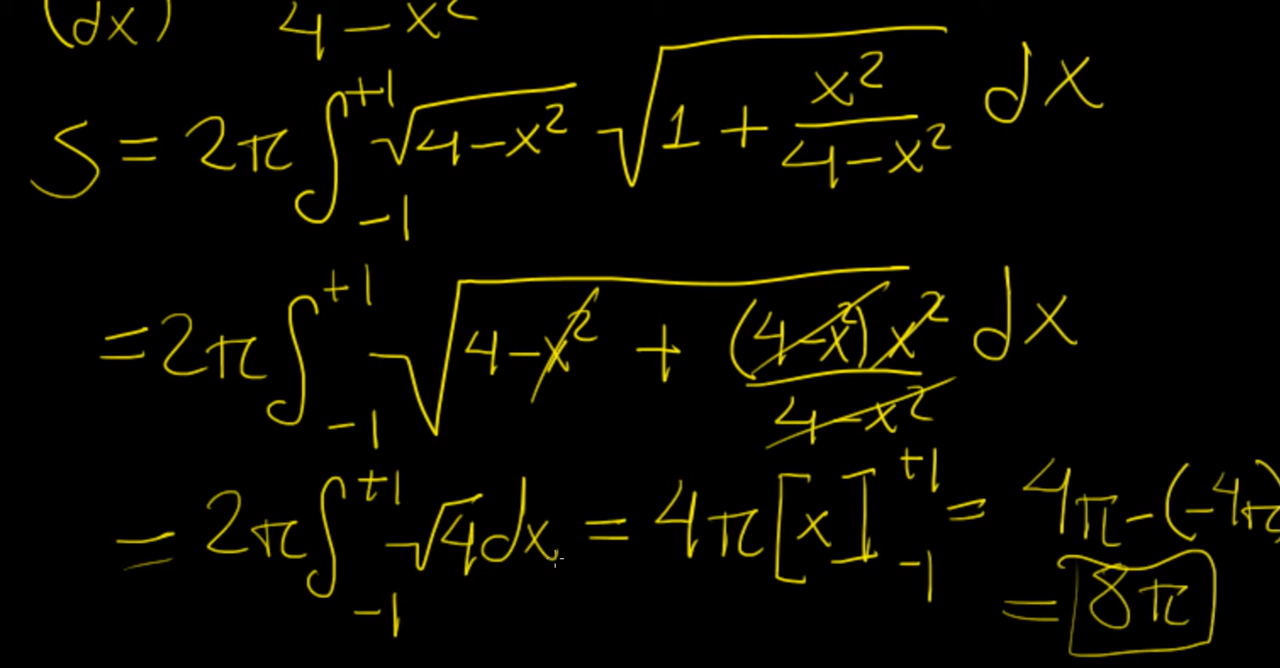 (dx) 4-x²
S = 2π ∫₋₁⁺¹ √(4-x²) √(1 + x²/(4-x²)) dx
= 2π ∫₋₁⁺¹ √(4-x² + (4-x²)x²/(4-x²)) dx
= 2π ∫₋₁⁺¹ √4 dx = 4π [x]₋₁⁺¹ = 4π - (-4π)
= 8π